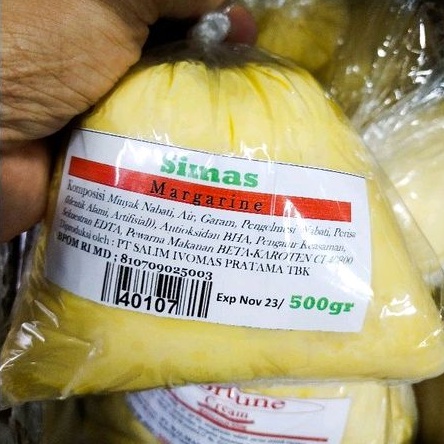 Simas
Margarine
Komposisi Minyak Nabati, Air, Garam, Pengelmusi Nabati, Perisa
(Identik Alami, Artifisial)), Antioksidan BHA, Pengatur Keasaman,
Sekuestran EDTA, Pewarna Makanan BETA-KAROTEN CI 40800
Diproduksi oleh : PT SALIM IVOMAS PRATAMA TBK
BPOM RI MD ; 810709025003
40107
Exp Nov 23/ 500gr
Cream